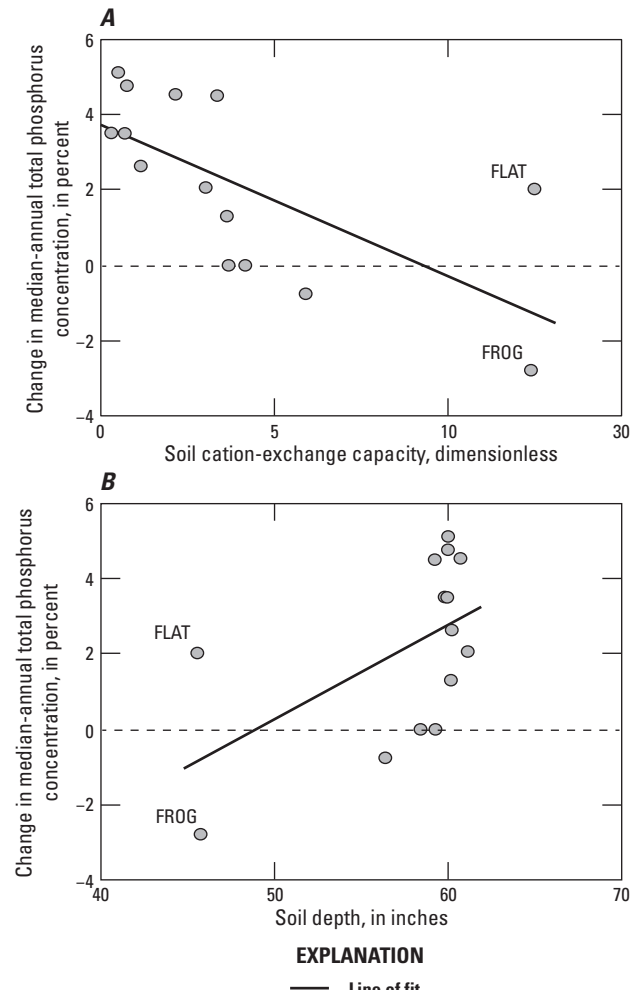 A
6
4
2
0
−2
−4
Change in median-annual total phosphorus
concentration, in percent
FLAT
FROG
0 5 10 30
Soil cation-exchange capacity, dimensionless
B
6
4
2
0
−2
−4
Change in median-annual total phosphorus
concentration, in percent
FLAT
FROG
40 50 60 70
Soil depth, in inches
EXPLANATION
Line of fit